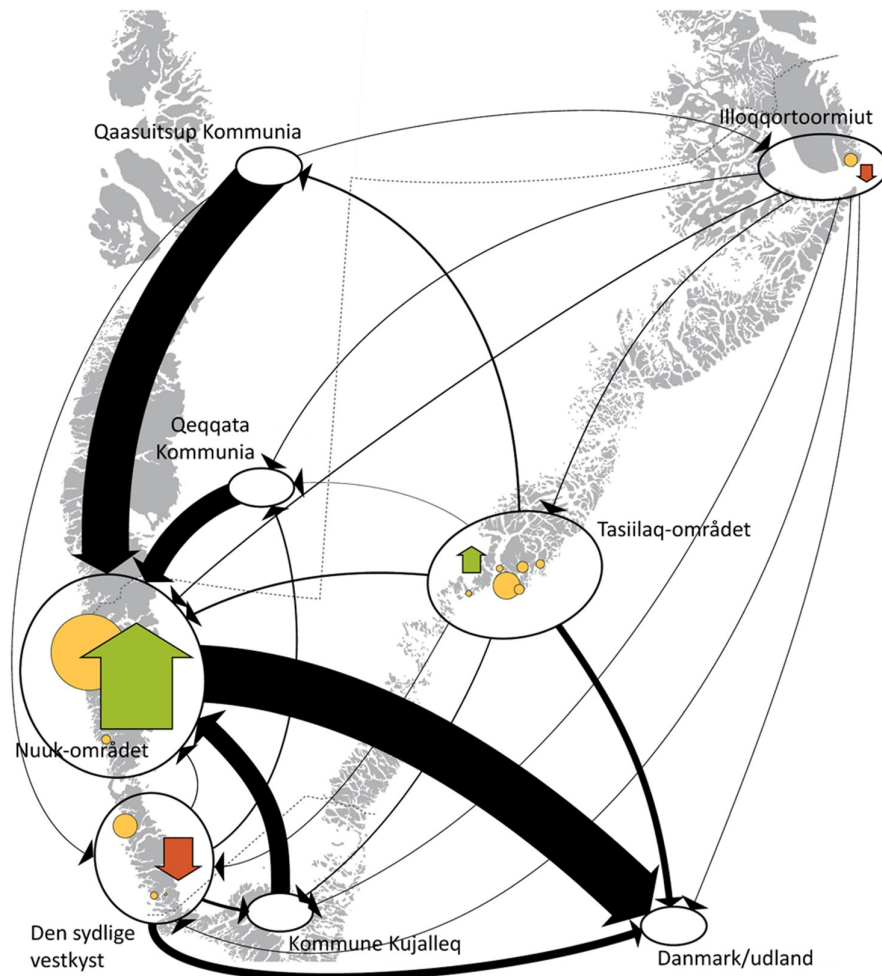 Illoqqortoormiut
Qaasuitsup Kommunia
Qeqqata
Kommunia
Tasiilaq-området
Nuuk-området
Den sydlige
vestkyst
Kommune Kujalleq
Danmark/udland